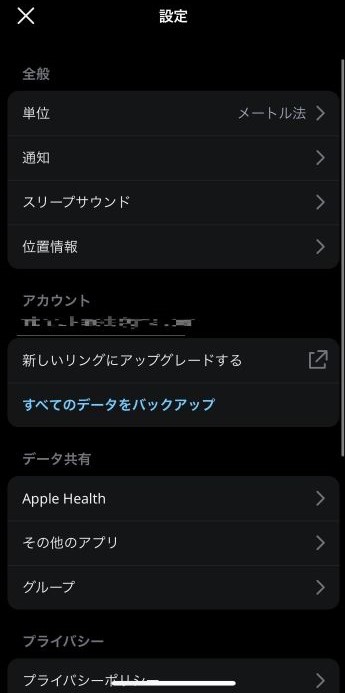 設定
全般
単位 メートル法
通知
スリープサウンド
位置情報
アカウント
新しいリングにアップグレードする
すべてのデータをバックアップ
データ共有
Apple Health
その他のアプリ
グループ
プライバシー
プライバシーポリシー